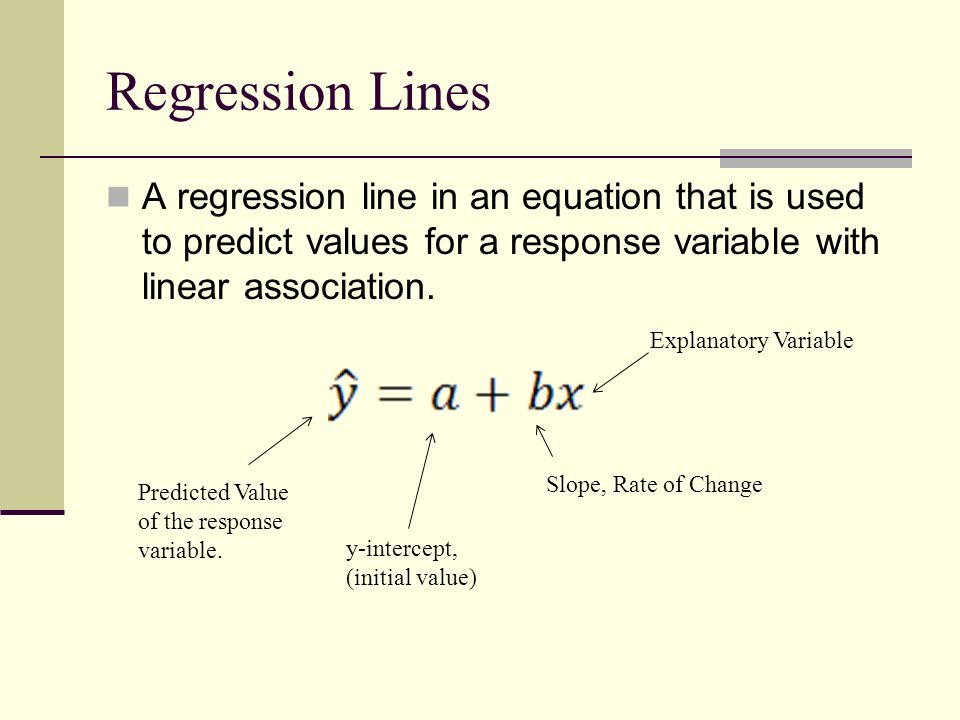 Regression Lines
A regression line in an equation that is used
to predict values for a response variable with
linear association.
Explanatory Variable
ŷ = a + bx
Slope, Rate of Change
Predicted Value
of the response
variable.
y-intercept,
(initial value)